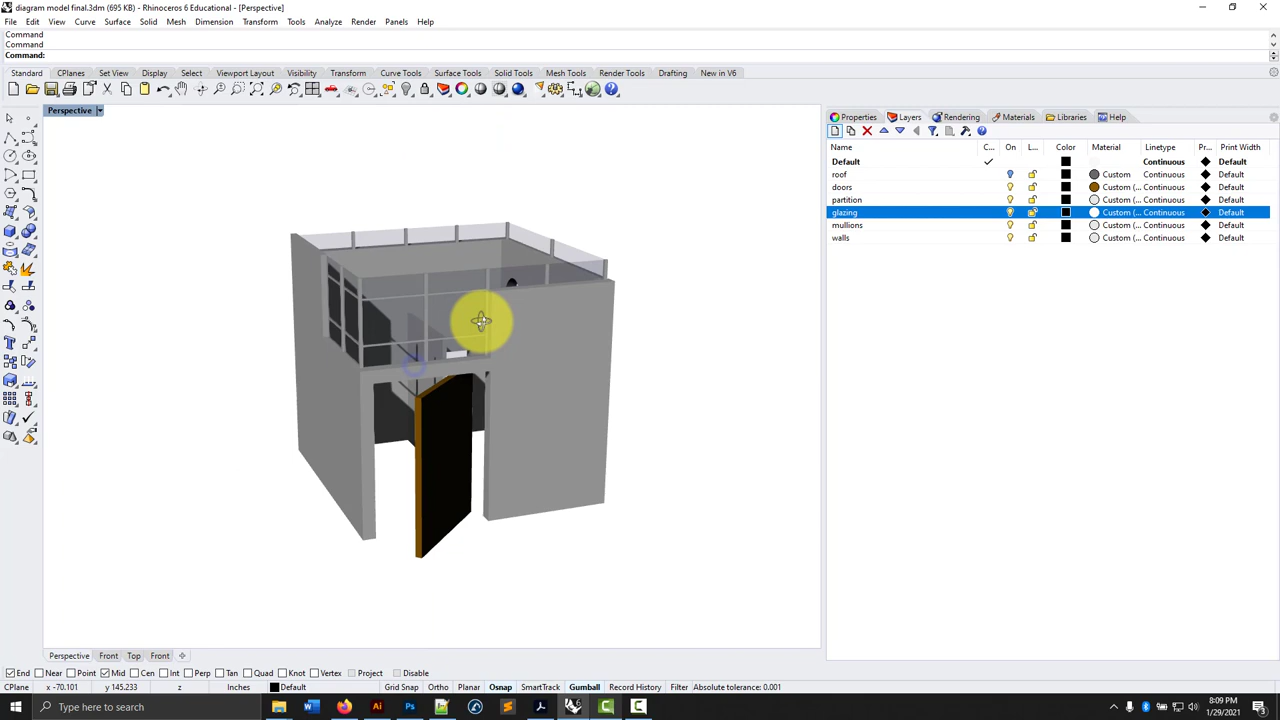 diagram model final.3dm (695 KB) - Rhinoceros 6 Educational - [Perspective]
File Edit View Curve Surface Solid Mesh Dimension Transform Tools Analyze Render Panels Help
Command
Command
Command:
Standard CPlanes Set View Display Select Viewport Layout Visibility Transform Curve Tools Surface Tools Solid Tools Mesh Tools Render Tools Drafting New in V6
Perspective
Properties Layers Rendering Materials Libraries Help
Name C... On L... Color Material Linetype Pr... Print Width
Default Continuous Default
roof Custom Continuous Default
doors Custom (... Continuous Default
partition Custom (... Continuous Default
glazing Custom (... Continuous Default
mullions Custom (... Continuous Default
walls Custom (... Continuous Default
Perspective Front Top Front
End Near Point Mid Cen Int Perp Tan Quad Knot Vertex Project Disable
CPlane x -70.101 y 145.233 z Inches Default Grid Snap Ortho Planar Osnap SmartTrack Gumball Record History Filter Absolute tolerance: 0.001
Type here to search
8:09 PM
1/29/2021